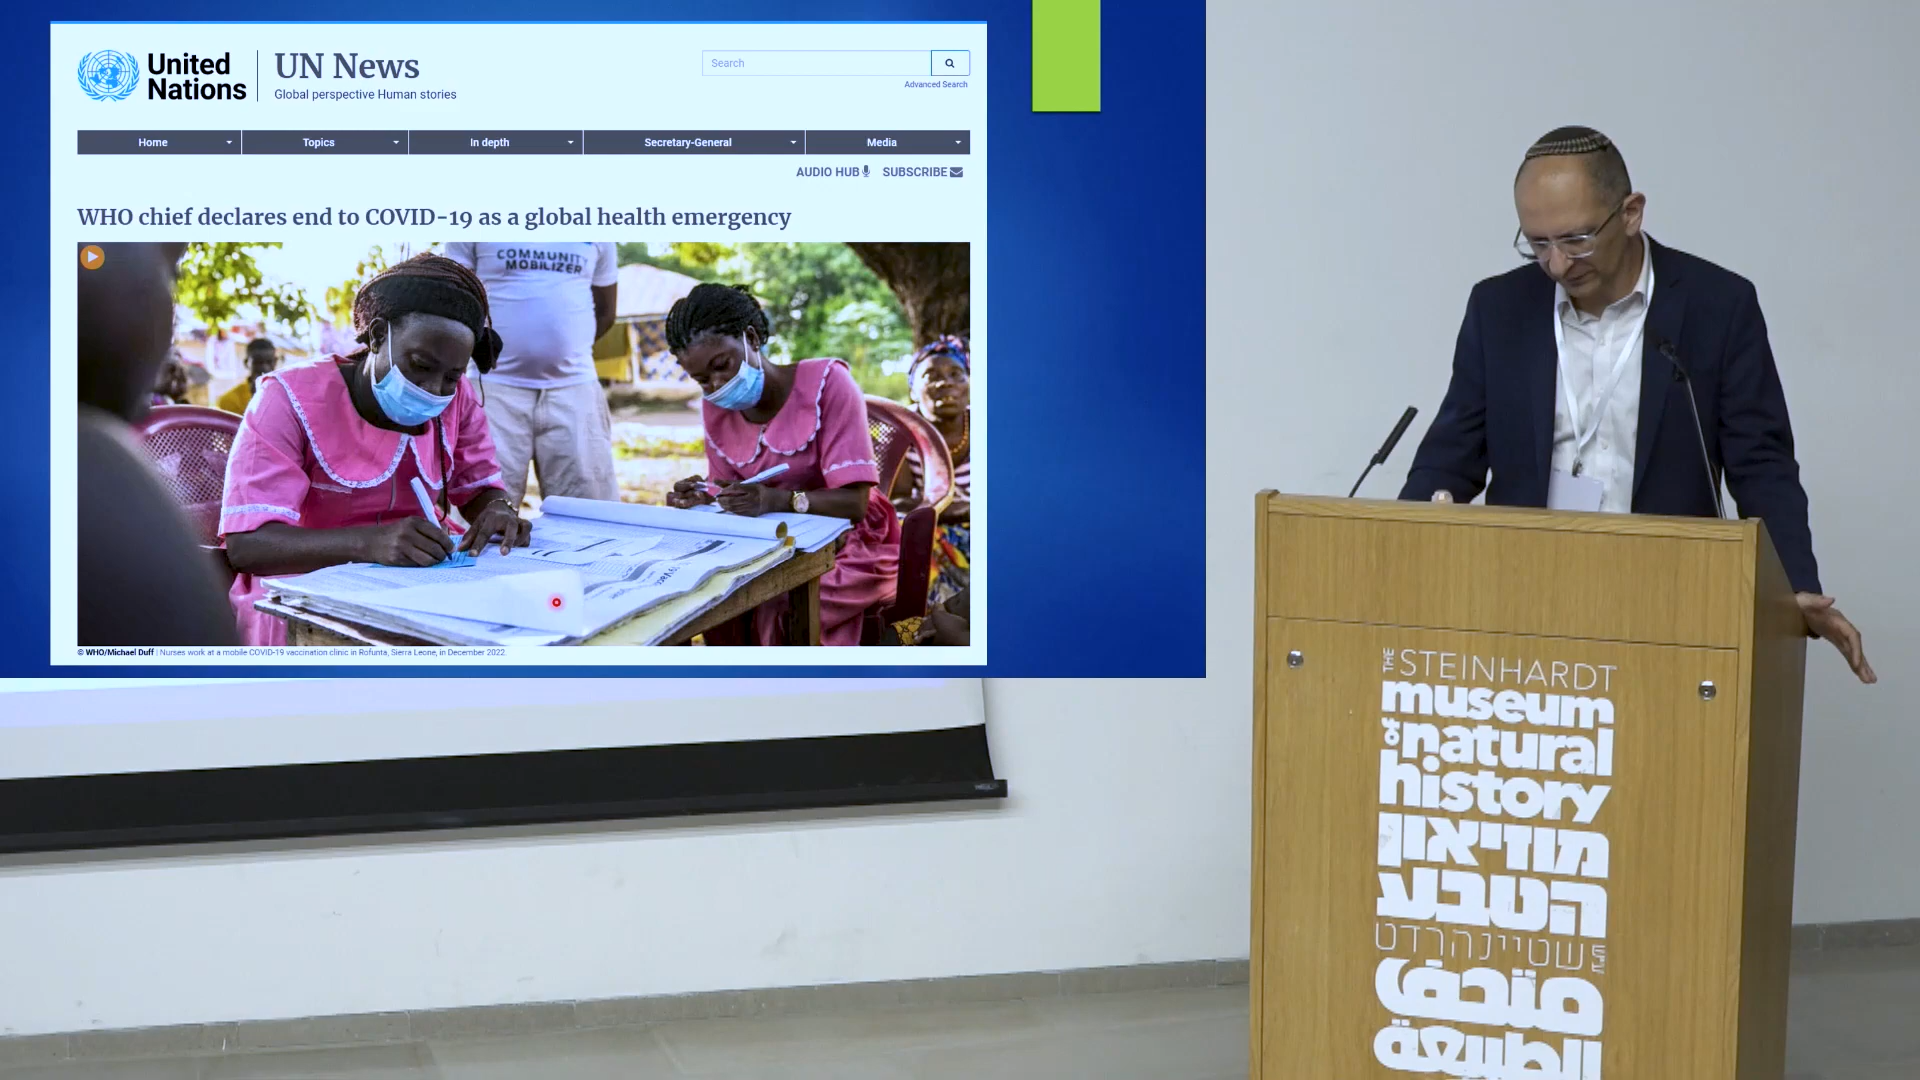 United
Nations
UN News
Global perspective Human stories
Search
Advanced Search
Home
Topics
In depth
Secretary-General
Media
AUDIO HUB
SUBSCRIBE
WHO chief declares end to COVID-19 as a global health emergency
COMMUNITY
MOBILIZER
© WHO/Michael Duff | Nurses work at a mobile COVID-19 vaccination clinic in Rofunta, Sierra Leone, in December 2022.
THE STEINHARDT
museum
of natural
history
מוזיאון
הטבע
שטיינהרדט
متحف
الطبيعة